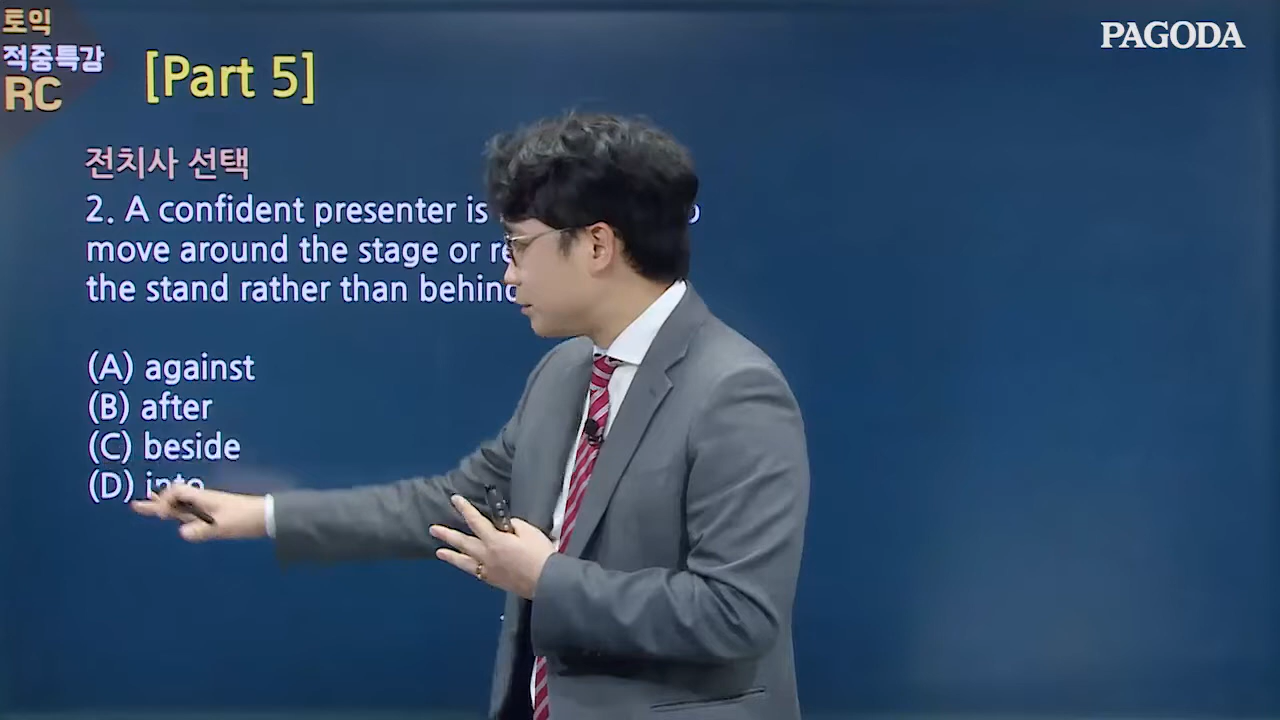 토익
적중특강
RC
PAGODA
[Part 5]
전치사 선택
2. A confident presenter is
move around the stage or
the stand rather than behind
(A) against
(B) after
(C) beside
(D) into